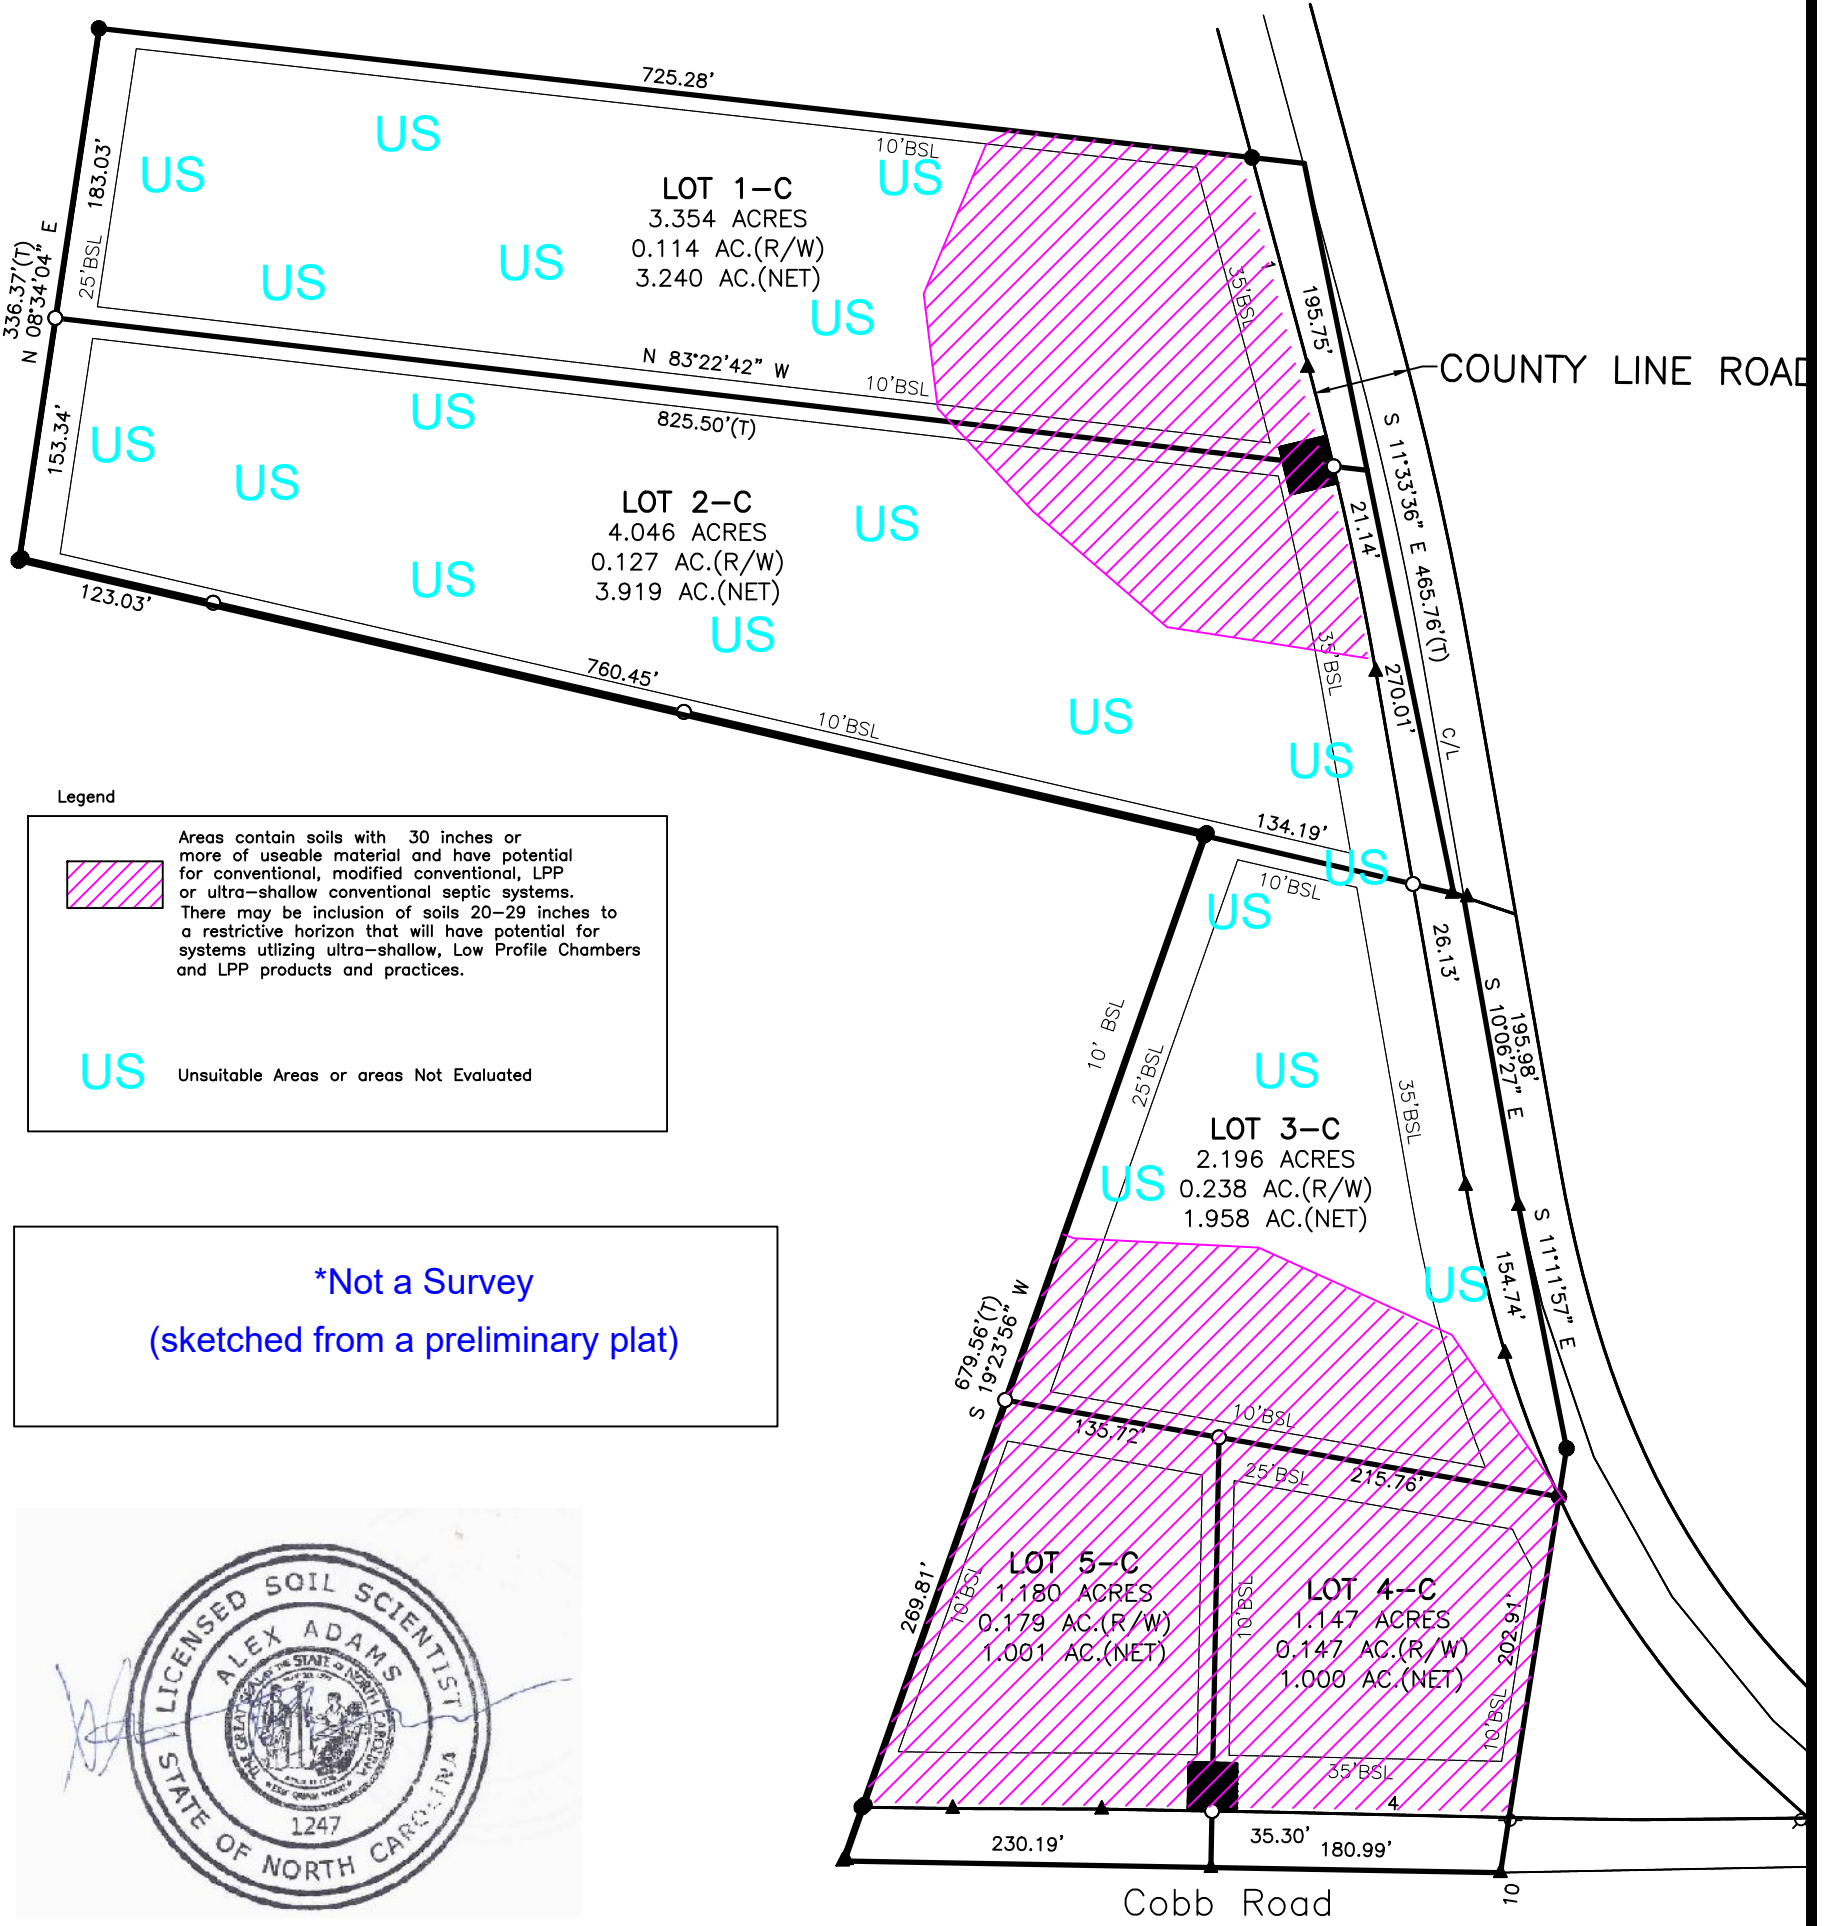 725.28'
10'BSL
US
US
US
183.03'
LOT 1-C
3.354 ACRES
0.114 AC.(R/W)
3.240 AC.(NET)
US
US
US
25'BSL
336.37'(T)
N 08°34'04" E
35'BSL
1
195.75'
N 83°22'42" W
10'BSL
825.50'(T)
COUNTY LINE ROAD
153.34'
US
US
US
LOT 2-C
4.046 ACRES
0.127 AC.(R/W)
3.919 AC.(NET)
US
US
US
21.14'
S 11°33'36" E 465.76'(T)
123.03'
760.45'
10'BSL
35'BSL
270.01'
C/L
US
US
134.19'
US
10'BSL
US
26.13'
Legend
Areas contain soils with 30 inches or
more of useable material and have potential
for conventional, modified conventional, LPP
or ultra-shallow conventional septic systems.
There may be inclusion of soils 20-29 inches to
a restrictive horizon that will have potential for
systems utlizing ultra-shallow, Low Profile Chambers
and LPP products and practices.
US Unsuitable Areas or areas Not Evaluated
10' BSL
25'BSL
US
35'BSL
195.98'
S 10°06'27" E
LOT 3-C
2.196 ACRES
0.238 AC.(R/W)
1.958 AC.(NET)
US
US
154.74'
S 11°11'57" E
*Not a Survey
(sketched from a preliminary plat)
679.56'(T)
S 19°23'56" W
10'BSL
135.72'
25'BSL
215.76'
LOT 5-C
1.180 ACRES
0.179 AC.(R/W)
1.001 AC.(NET)
269.81'
10'BSL
10'BSL
LOT 4-C
1.147 ACRES
0.147 AC.(R/W)
1.000 AC.(NET)
202.91'
10'BSL
35'BSL
4
230.19'
35.30'
180.99'
10
Cobb Road
LICENSED SOIL SCIENTIST
ALEX ADAMS
THE GREAT SEAL OF THE STATE OF NORTH CAROLINA
1247
STATE OF NORTH CAROLINA